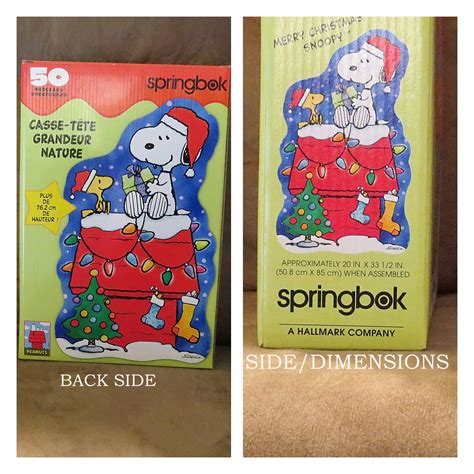 50
springbok
CASSE-TÊTE
GRANDEUR
NATURE
PLUS
DE
76,2 cm
DE
HAUTEUR !
PEANUTS
BACK SIDE
MERRY CHRISTMAS
SNOOPY
APPROXIMATELY 20 IN. X 33 1/2 IN.
(50.8 cm X 85 cm) WHEN ASSEMBLED
springbok
A HALLMARK COMPANY
SIDE/DIMENSIONS